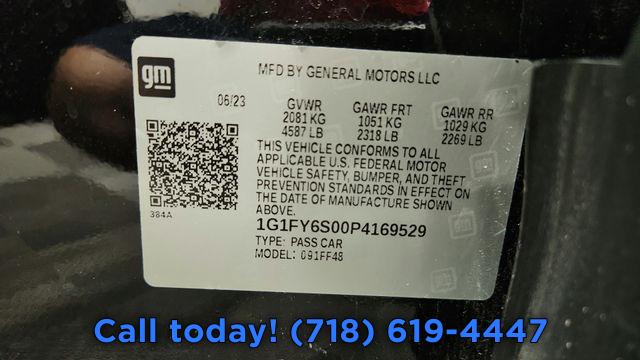 gm
MFD BY GENERAL MOTORS LLC
06/23
GVWR GAWR FRT GAWR RR
2081 KG 1051 KG 1029 KG
4587 LB 2318 LB 2269 LB
THIS VEHICLE CONFORMS TO ALL
APPLICABLE U.S. FEDERAL MOTOR
VEHICLE SAFETY, BUMPER, AND THEFT
PREVENTION STANDARDS IN EFFECT ON
THE DATE OF MANUFACTURE SHOWN
ABOVE.
384A
1G1FY6S00P4169529
TYPE: PASS CAR
MODEL: 091FF48
Call today! (718) 619-4447